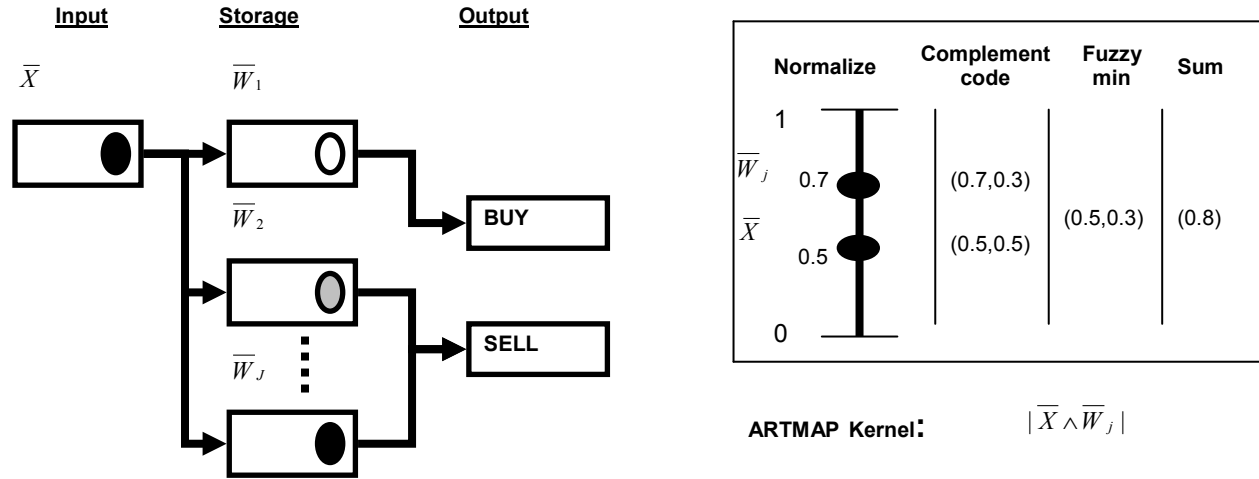 Input Storage Output
X̅ W̅1
W̅2
BUY
W̅J
SELL
Normalize Complement code Fuzzy min Sum
1
W̅j 0.7 (0.7,0.3)
(0.5,0.3) (0.8)
X̅ 0.5 (0.5,0.5)
0
ARTMAP Kernel: | X̅ ∧ W̅j |